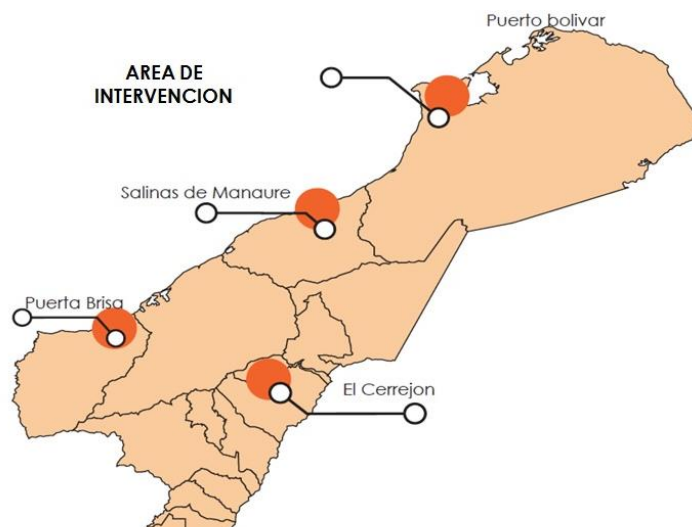 Puerto bolivar
AREA DE
INTERVENCION
Salinas de Manaure
Puerta Brisa
El Cerrejon